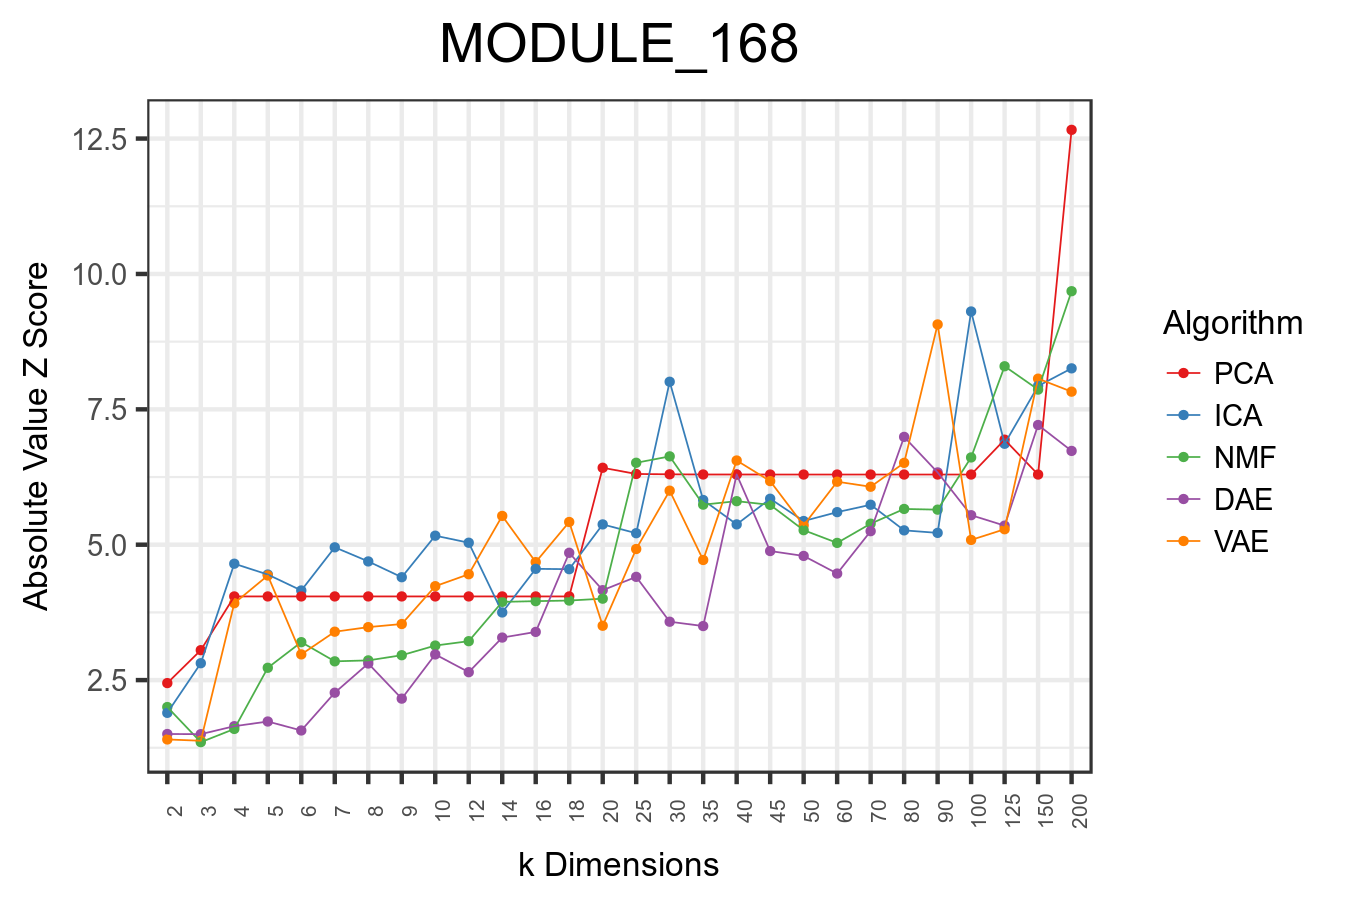 MODULE_168
12.5
10.0
7.5
5.0
2.5
Absolute Value Z Score
2 3 4 5 6 7 8 9 10 12 14 16 18 20 25 30 35 40 45 50 60 70 80 90 100 125 150 200
k Dimensions
Algorithm
PCA
ICA
NMF
DAE
VAE